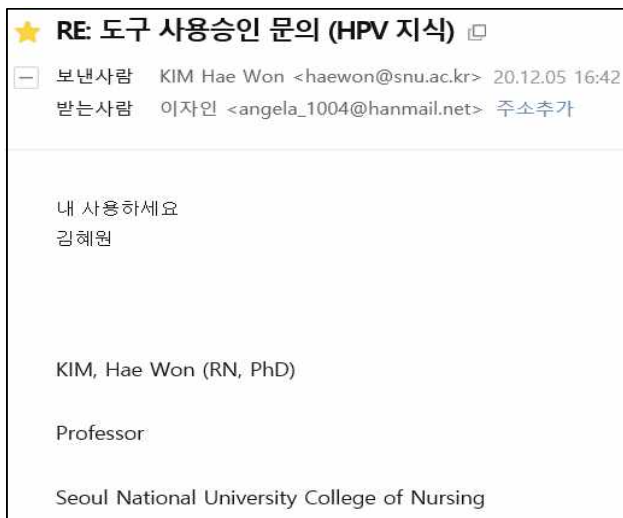 RE: 도구 사용승인 문의 (HPV 지식)
보낸사람 KIM Hae Won <haewon@snu.ac.kr> 20.12.05 16:42
받는사람 이자인 <angela_1004@hanmail.net> 주소추가
내 사용하세요
김혜원
KIM, Hae Won (RN, PhD)
Professor
Seoul National University College of Nursing